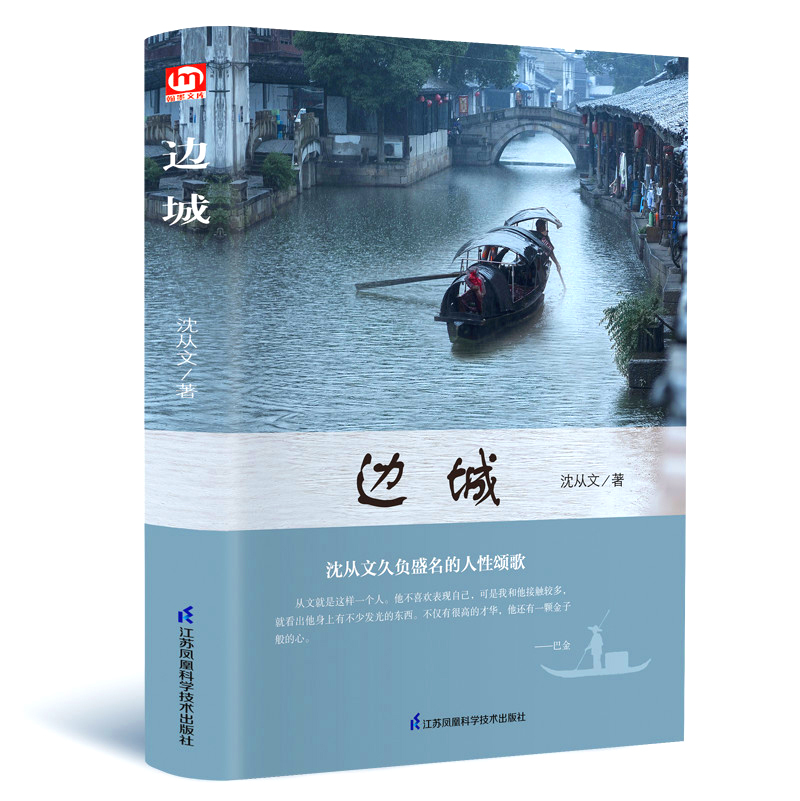 翰墨文库
边城
沈从文/著
江苏凤凰科学技术出版社
边城
沈从文/著
沈从文久负盛名的人性颂歌
从文就是这样一个人。他不喜欢表现自己,可是我和他接触较多,
就看出他身上有不少发光的东西。不仅有很高的才华,他还有一颗金子
般的心。
——巴金
江苏凤凰科学技术出版社